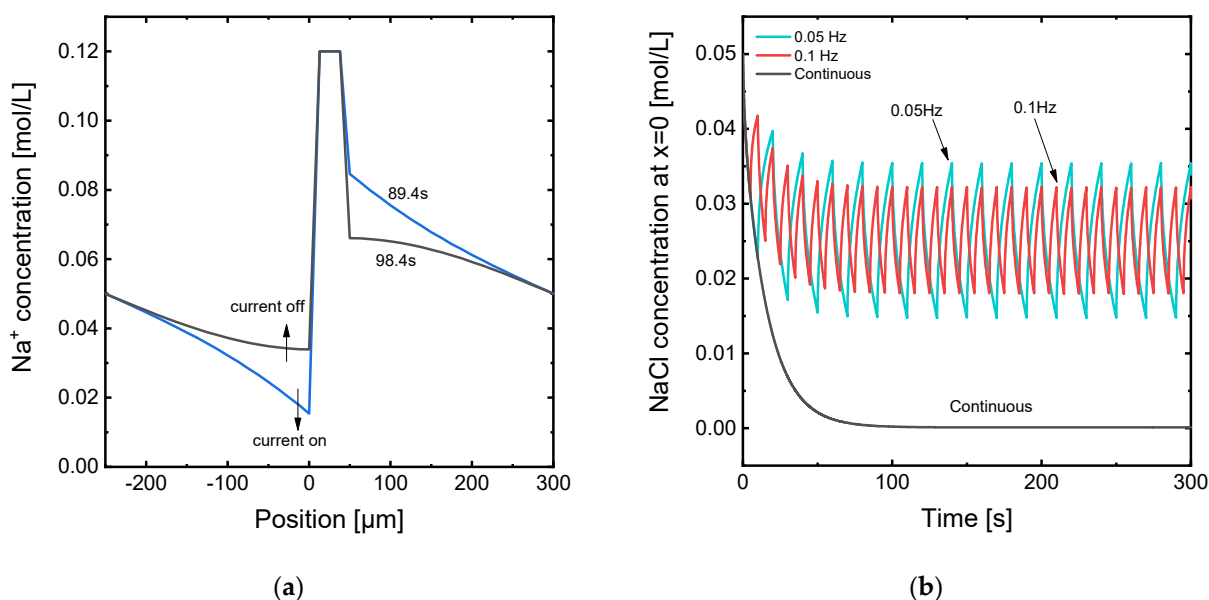 0.12
0.10
0.08
0.06
0.04
0.02
0.00
Na⁺ concentration [mol/L]
89.4s
98.4s
current off
current on
-200 -100 0 100 200 300
Position [µm]
(a)
0.05
0.04
0.03
0.02
0.01
0.00
NaCl concentration at x=0 [mol/L]
0.05 Hz
0.1 Hz
Continuous
0.05Hz
0.1Hz
Continuous
0 100 200 300
Time [s]
(b)